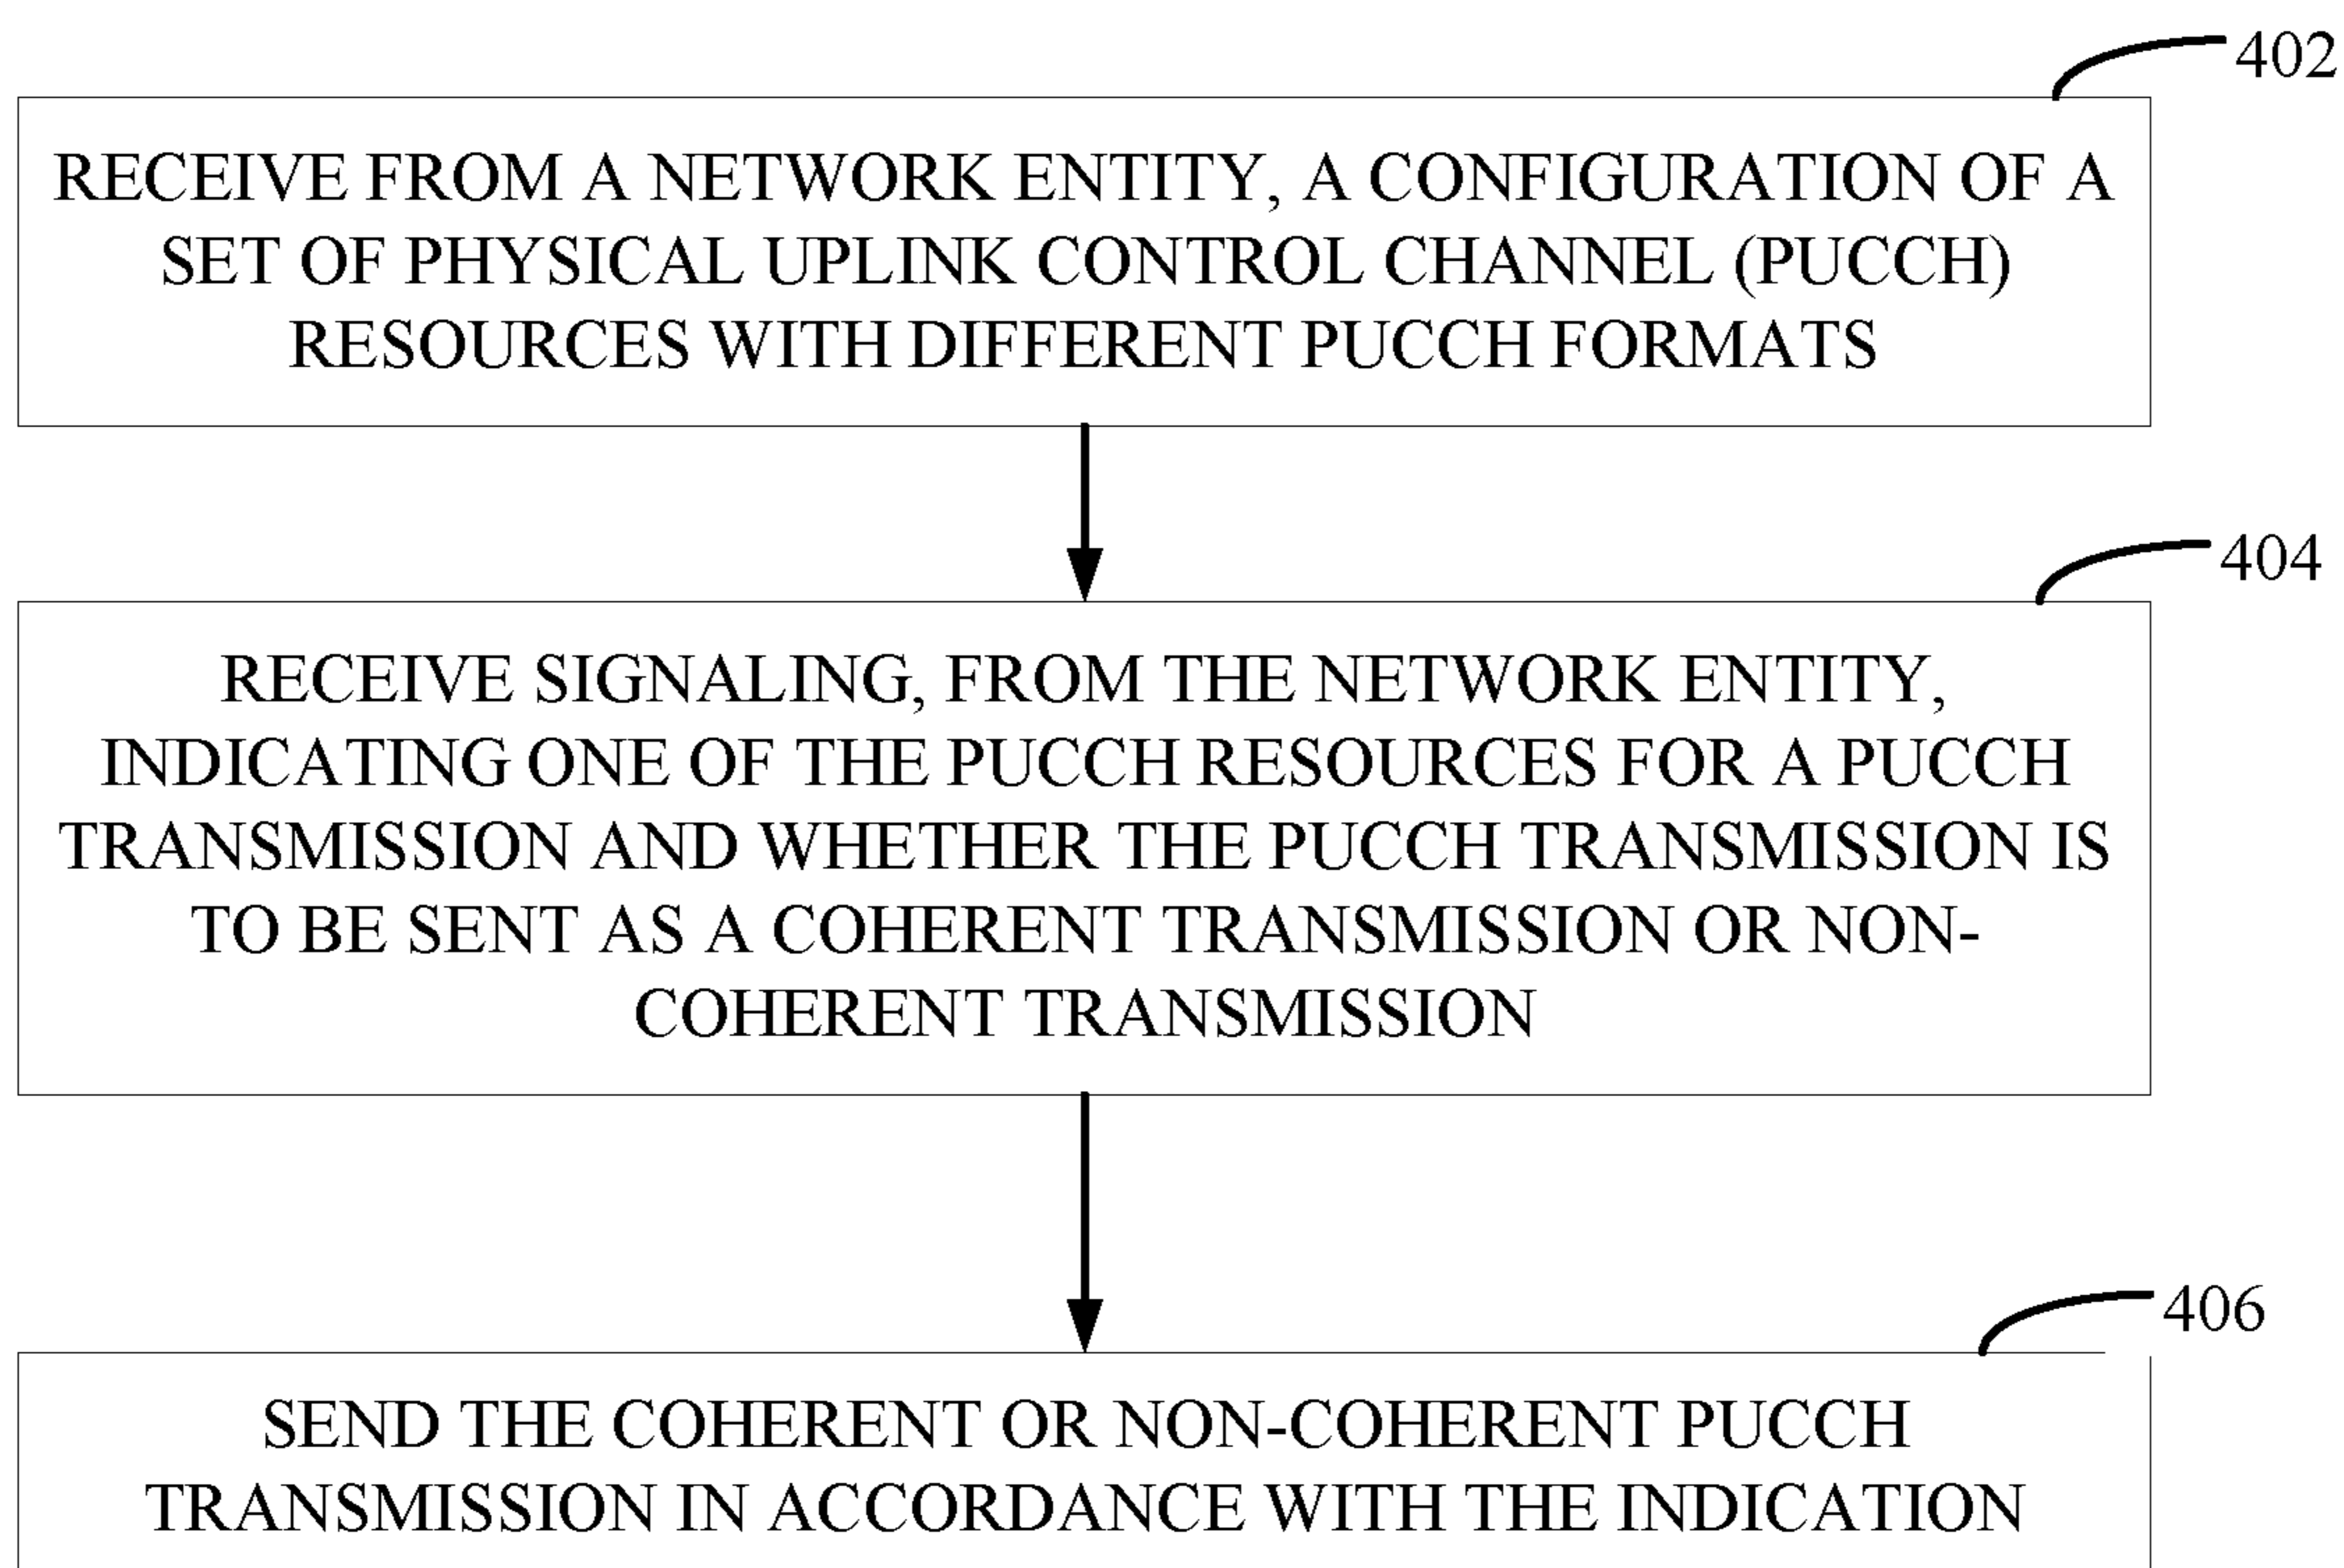 402
RECEIVE FROM A NETWORK ENTITY, A CONFIGURATION OF A
SET OF PHYSICAL UPLINK CONTROL CHANNEL (PUCCH)
RESOURCES WITH DIFFERENT PUCCH FORMATS
404
RECEIVE SIGNALING, FROM THE NETWORK ENTITY,
INDICATING ONE OF THE PUCCH RESOURCES FOR A PUCCH
TRANSMISSION AND WHETHER THE PUCCH TRANSMISSION IS
TO BE SENT AS A COHERENT TRANSMISSION OR NON-
COHERENT TRANSMISSION
406
SEND THE COHERENT OR NON-COHERENT PUCCH
TRANSMISSION IN ACCORDANCE WITH THE INDICATION